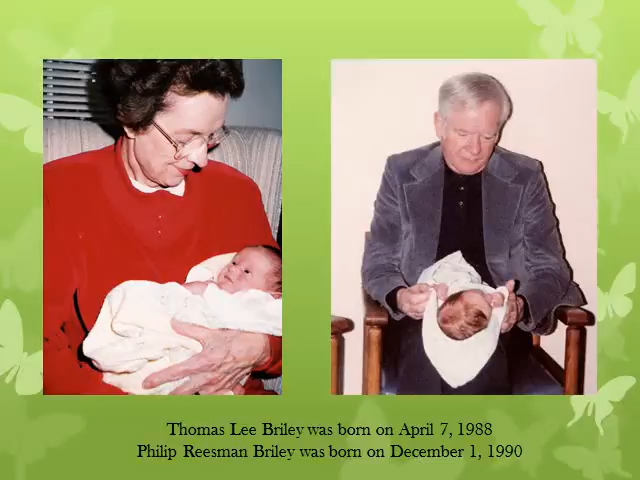 Thomas Lee Briley was born on April 7, 1988
Philip Reesman Briley was born on December 1, 1990